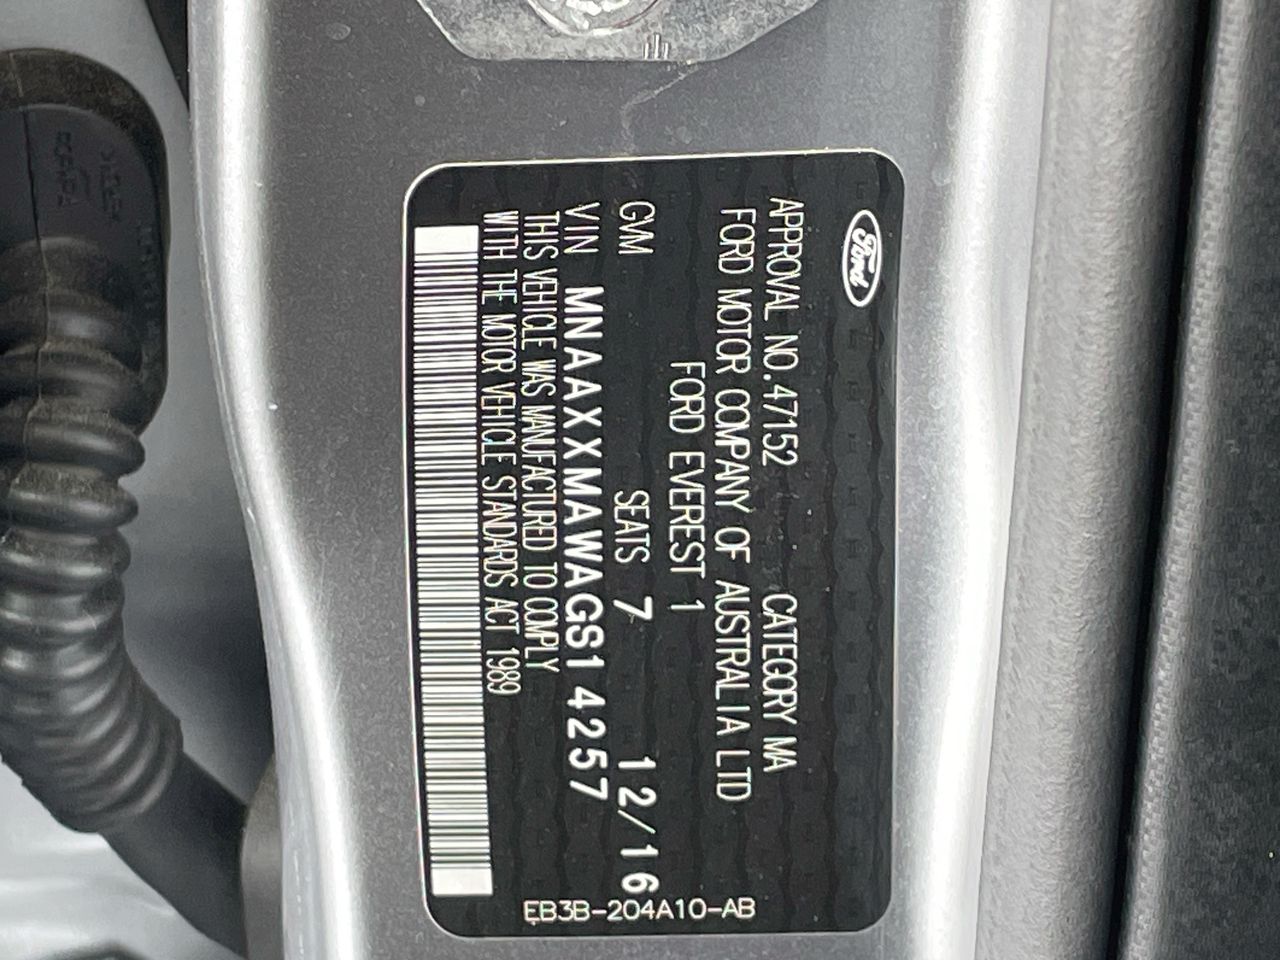 Ford
APPROVAL NO.47152 CATEGORY MA
FORD MOTOR COMPANY OF AUSTRALIA LTD
FORD EVEREST 1
GVM SEATS 7 12/16
VIN MNAAXXMAWAGS14257
THIS VEHICLE WAS MANUFACTURED TO COMPLY
WITH THE MOTOR VEHICLE STANDARDS ACT 1989
EB3B-204A10-AB